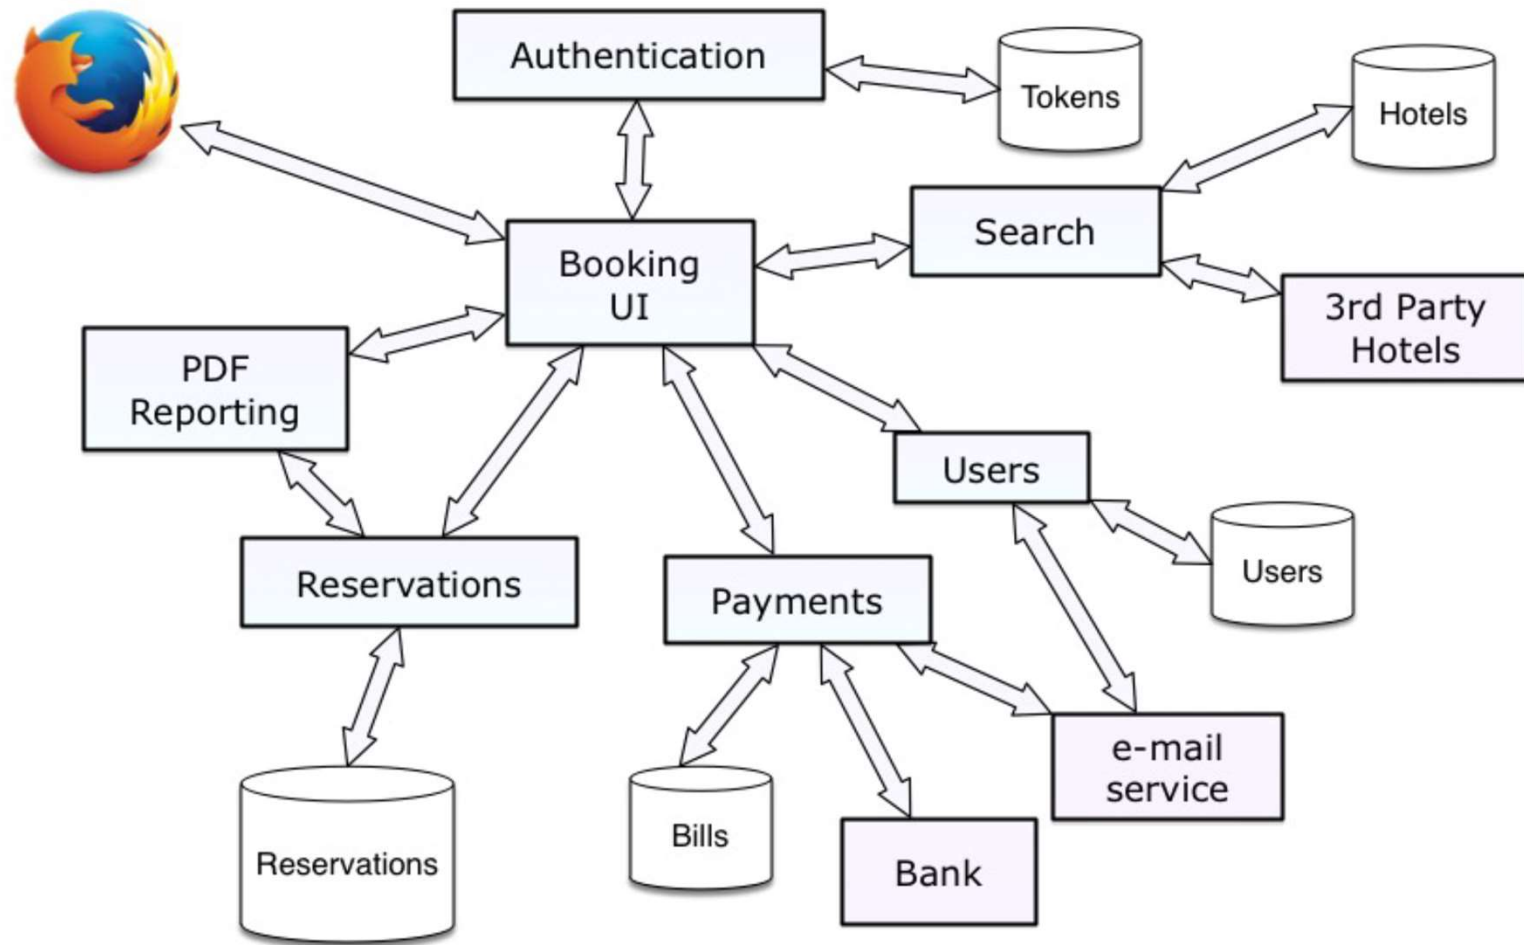 Authentication
Tokens
Hotels
Search
Booking
UI
3rd Party
Hotels
PDF
Reporting
Users
Users
Reservations
Payments
e-mail
service
Reservations
Bills
Bank